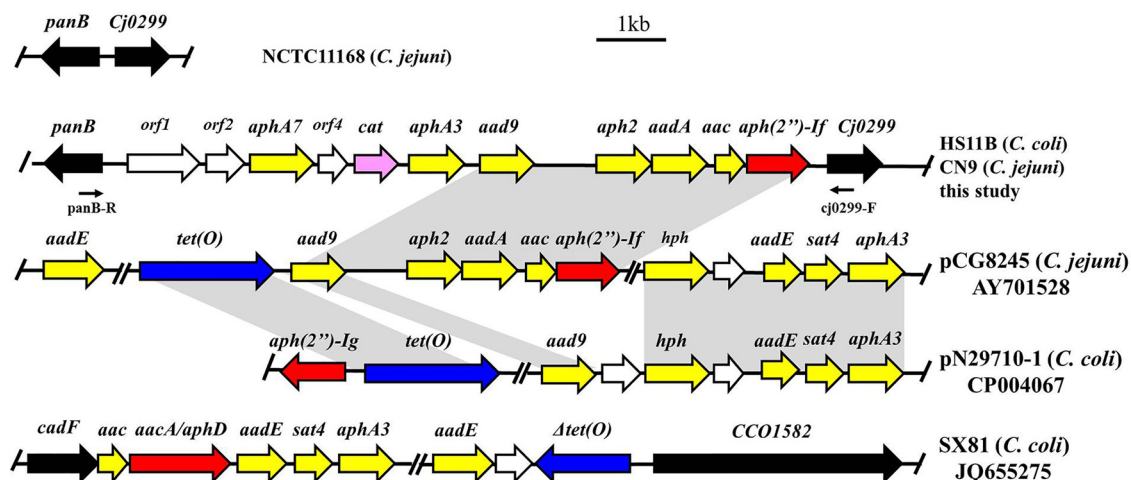 panB Cj0299 1kb
NCTC11168 (C. jejuni)
panB orf1 orf2 aphA7 orf4 cat aphA3 aad9 aph2 aadA aac aph(2”)-If Cj0299
HS11B (C. coli)
CN9 (C. jejuni)
this study
panB-R cj0299-F
aadE tet(O) aad9 aph2 aadA aac aph(2”)-If hph aadE sat4 aphA3
pCG8245 (C. jejuni)
AY701528
aph(2”)-Ig tet(O) aad9 hph aadE sat4 aphA3
pN29710-1 (C. coli)
CP004067
cadF aac aacA/aphD aadE sat4 aphA3 aadE Δtet(O) CCO1582
SX81 (C. coli)
JQ655275